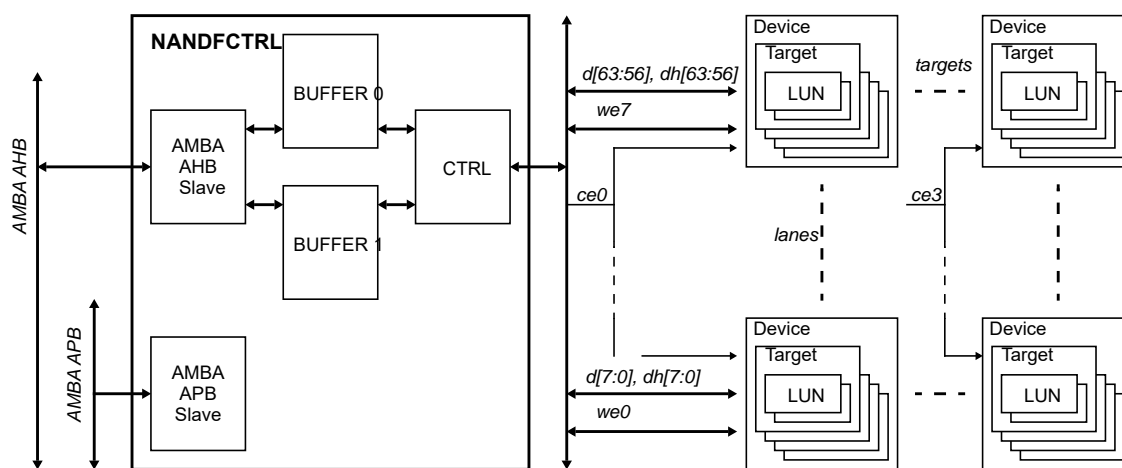 NANDFCTRL
BUFFER 0
AMBA
AHB
Slave
CTRL
BUFFER 1
AMBA
APB
Slave
AMBA AHB
AMBA APB
d[63:56], dh[63:56]
we7
ce0
Device
Target
LUN
targets
Device
Target
LUN
ce3
lanes
Device
Target
LUN
d[7:0], dh[7:0]
we0
Device
Target
LUN